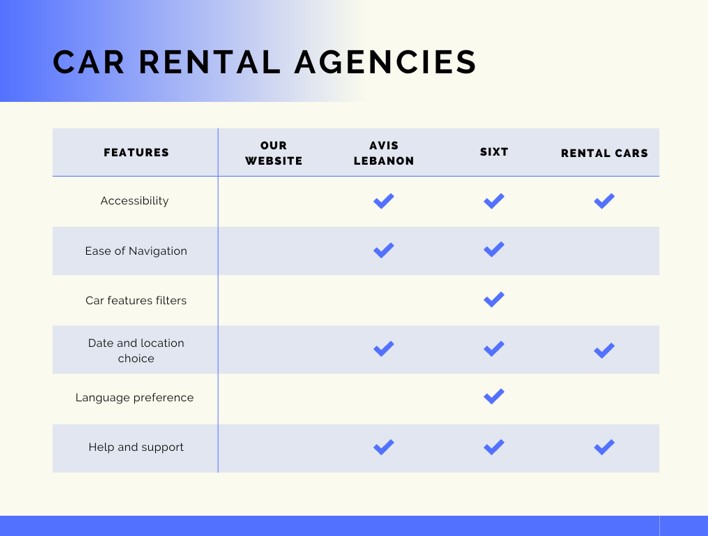 CAR RENTAL AGENCIES
FEATURES
OUR
WEBSITE
AVIS
LEBANON
SIXT
RENTAL CARS
Accessibility
Ease of Navigation
Car features filters
Date and location
choice
Language preference
Help and support